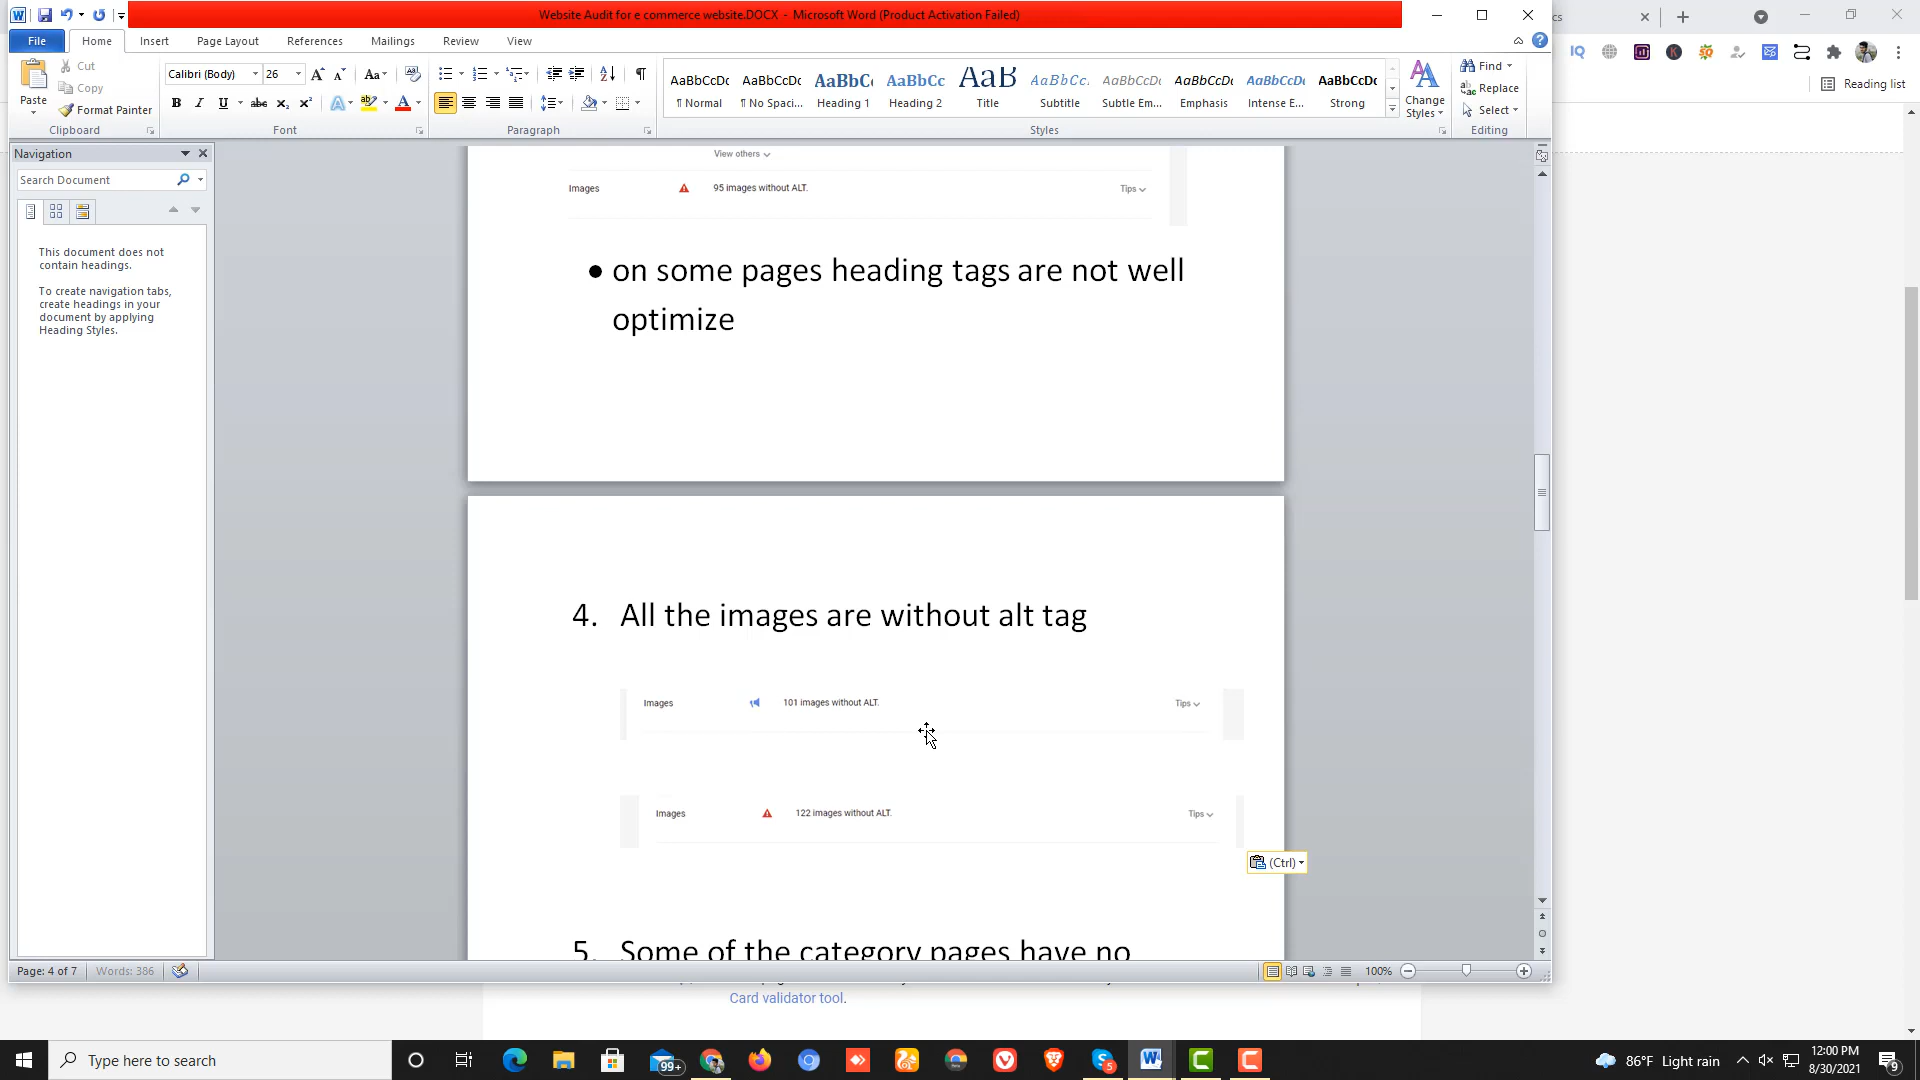 Website Audit for e commerce website.DOCX - Microsoft Word (Product Activation Failed)
cs
File
Home
Insert
Page Layout
References
Mailings
Review
View
Reading list
Paste
Cut
Copy
Format Painter
Clipboard
Calibri (Body)
26
Aa
B I U abc x₂ x²
Font
Paragraph
AaBbCcDc
¶ Normal
AaBbCcDc
¶ No Spaci...
AaBbC
Heading 1
AaBbCc
Heading 2
AaB
Title
AaBbCc.
Subtitle
AaBbCcDc
Subtle Em...
AaBbCcDc
Emphasis
AaBbCcDc
Intense E...
AaBbCcDc
Strong
Change
Styles
Styles
Find
Replace
Select
Editing
Navigation
Search Document
This document does not
contain headings.
To create navigation tabs,
create headings in your
document by applying
Heading Styles.
View others
Images
95 images without ALT.
Tips
● on some pages heading tags are not well
optimize
4. All the images are without alt tag
Images
101 images without ALT.
Tips
Images
122 images without ALT.
Tips
(Ctrl)
5. Some of the category pages have no
Page: 4 of 7
Words: 386
100%
Card validator tool.
Type here to search
99+
5
86°F Light rain
12:00 PM
8/30/2021
9